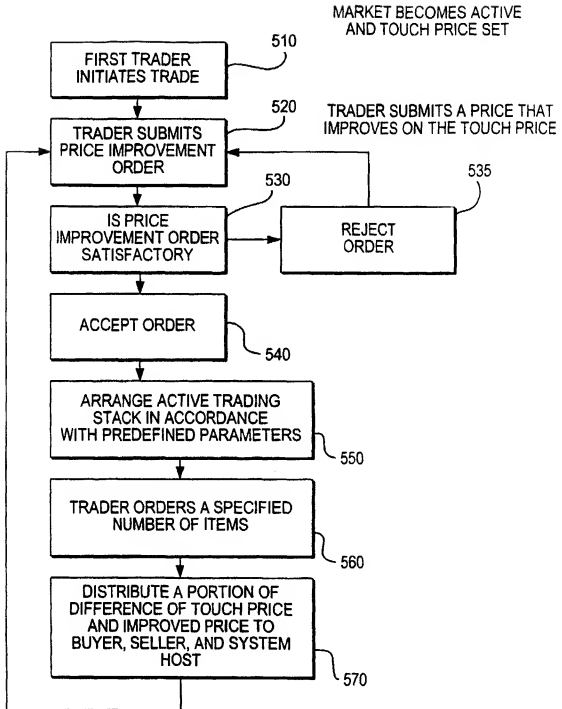 MARKET BECOMES ACTIVE
AND TOUCH PRICE SET
510
FIRST TRADER
INITIATES TRADE
520
TRADER SUBMITS A PRICE THAT
IMPROVES ON THE TOUCH PRICE
TRADER SUBMITS
PRICE IMPROVEMENT
ORDER
530
535
IS PRICE
IMPROVEMENT ORDER
SATISFACTORY
REJECT
ORDER
ACCEPT ORDER
540
ARRANGE ACTIVE TRADING
STACK IN ACCORDANCE
WITH PREDEFINED PARAMETERS
550
TRADER ORDERS A SPECIFIED
NUMBER OF ITEMS
560
DISTRIBUTE A PORTION OF
DIFFERENCE OF TOUCH PRICE
AND IMPROVED PRICE TO
BUYER, SELLER, AND SYSTEM
HOST
570